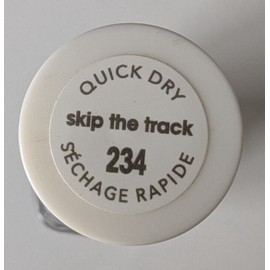 QUICK DRY
skip the track
234
SÉCHAGE RAPIDE